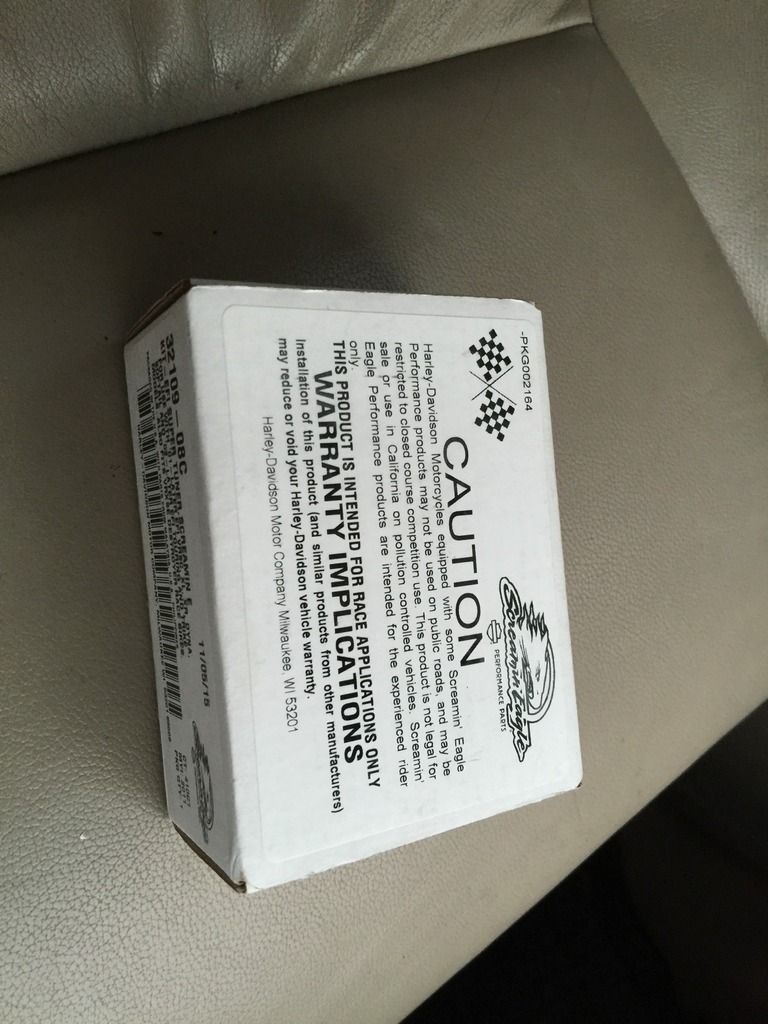 -PKG002164
Screamin' Eagle
PERFORMANCE PARTS
CAUTION
Harley-Davidson Motorcycles equipped with some Screamin' Eagle
Performance products may not be used on public roads, and may be
restricted to closed course competition use. This product is not legal for
sale or use in California on pollution controlled vehicles. Screamin'
Eagle Performance products are intended for the experienced rider
only.
THIS PRODUCT IS INTENDED FOR RACE APPLICATIONS ONLY
WARRANTY IMPLICATIONS
Installation of this product (and similar products from other manufacturers)
may reduce or void your Harley-Davidson vehicle warranty.
Harley-Davidson Motor Company Milwaukee, WI 53201
32109 08C
11/05/15